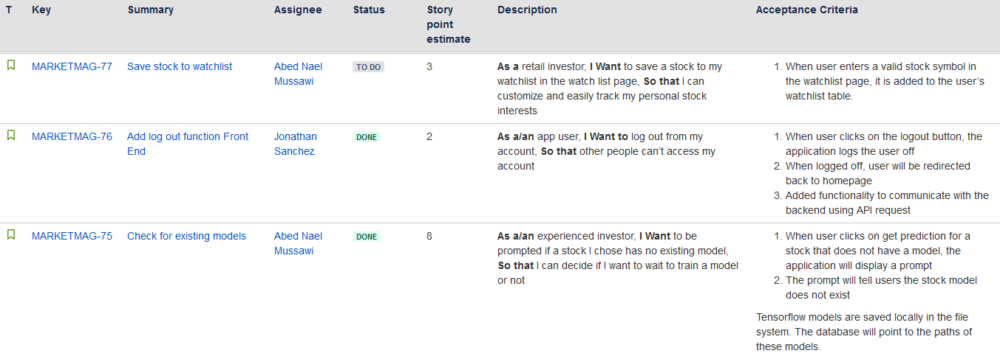 T Key Summary Assignee Status Story point estimate Description Acceptance Criteria
MARKETMAG-77
Save stock to watchlist
Abed Nael
Mussawi
TO DO
3
As a retail investor, I Want to save a stock to my
watchlist in the watch list page, So that I can
customize and easily track my personal stock
interests
1. When user enters a valid stock symbol in
the watchlist page, it is added to the user’s
watchlist table.
MARKETMAG-76
Add log out function Front
End
Jonathan
Sanchez
DONE
2
As a/an app user, I Want to log out from my
account, So that other people can’t access my
account
1. When user clicks on the logout button, the
application logs the user off
2. When logged off, user will be redirected
back to homepage
3. Added functionality to communicate with the
backend using API request
MARKETMAG-75
Check for existing models
Abed Nael
Mussawi
DONE
8
As a/an experienced investor, I Want to be
prompted if a stock I chose has no existing model,
So that I can decide if I want to wait to train a model
or not
1. When user clicks on get prediction for a
stock that does not have a model, the
application will display a prompt
2. The prompt will tell users the stock model
does not exist
Tensorflow models are saved locally in the file
system. The database will point to the paths of
these models.